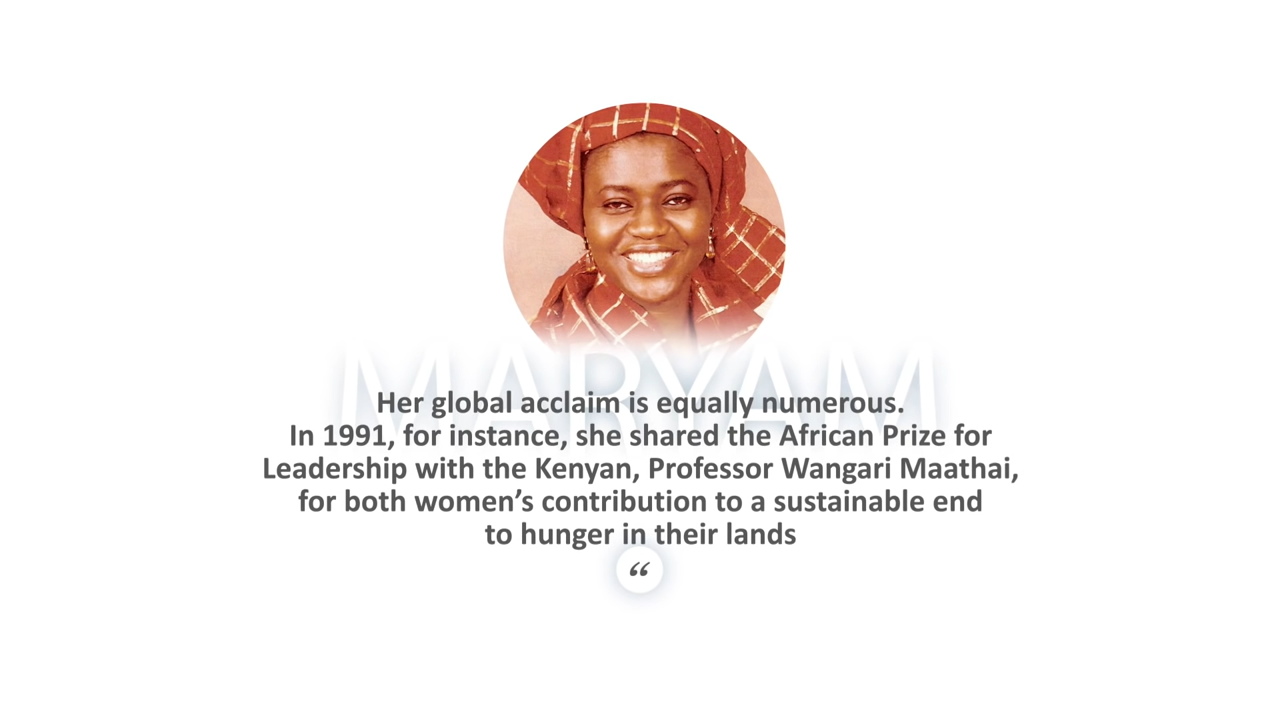 MARYAM
Her global acclaim is equally numerous.
In 1991, for instance, she shared the African Prize for
Leadership with the Kenyan, Professor Wangari Maathai,
for both women’s contribution to a sustainable end
to hunger in their lands
“